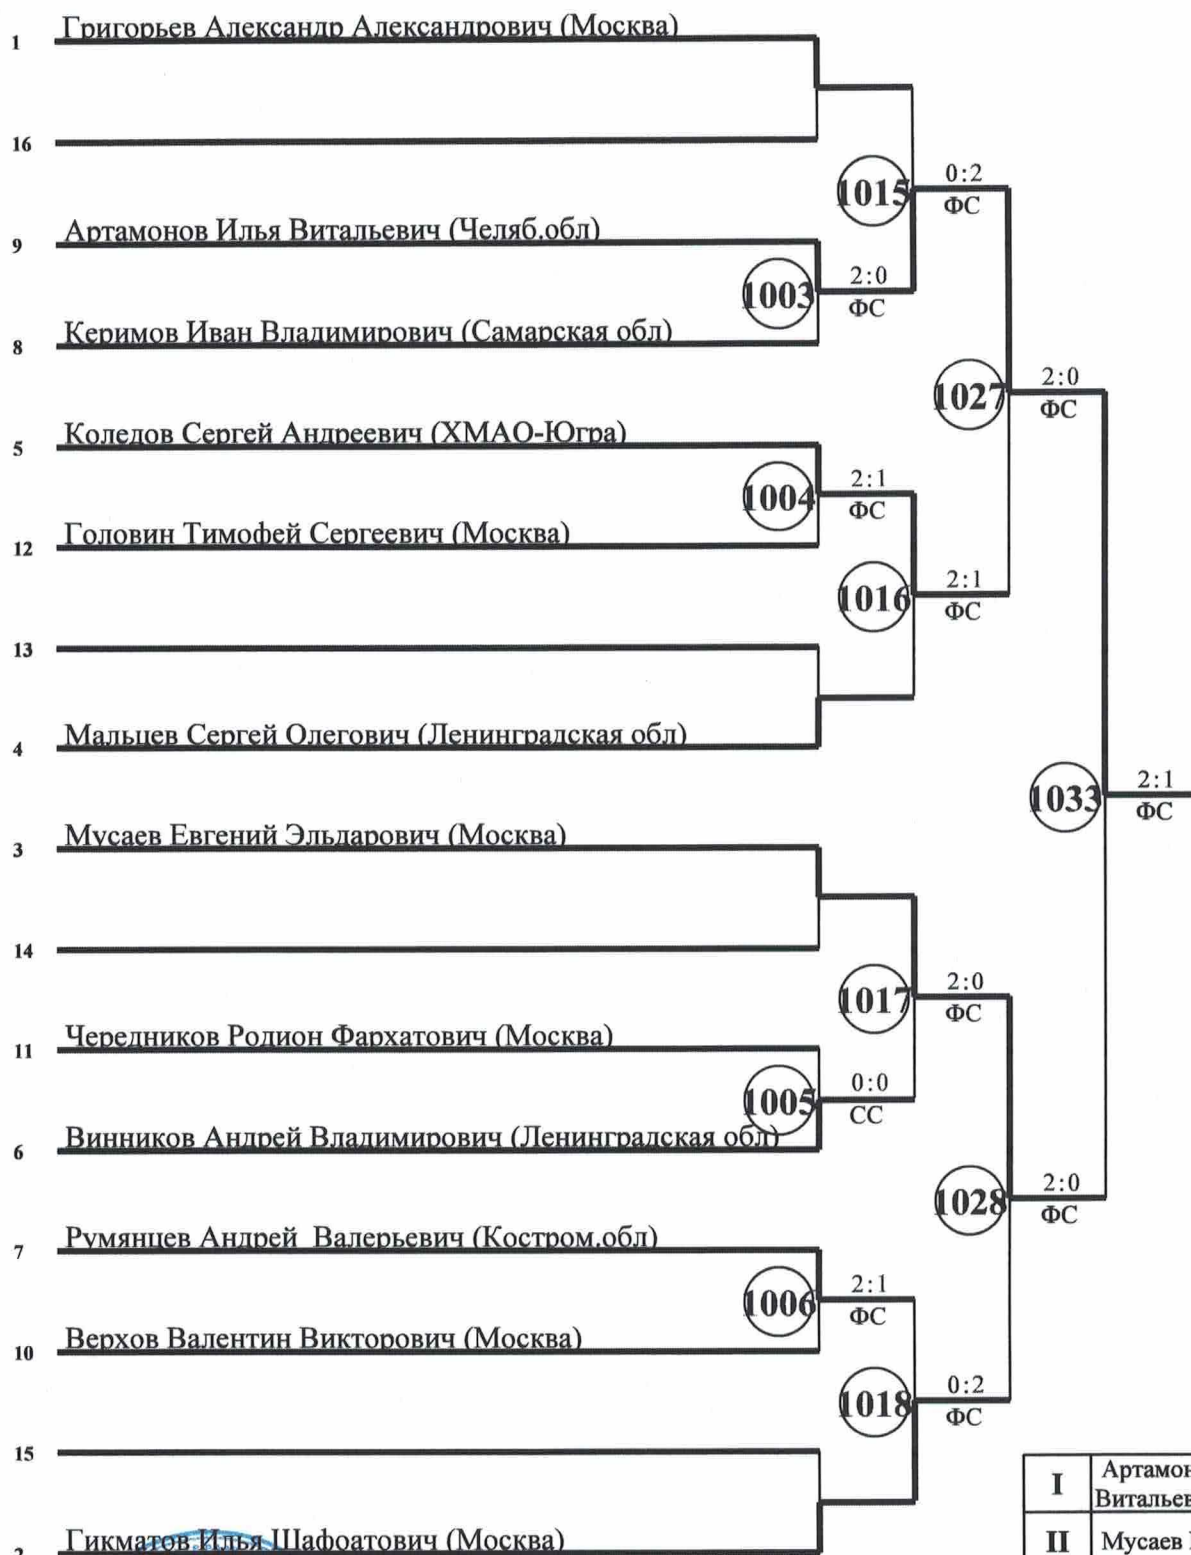 1 Григорьев Александр Александрович (Москва)
16
1015 0:2
ФС
9 Артамонов Илья Витальевич (Челяб.обл)
1003 2:0
ФС
8 Керимов Иван Владимирович (Самарская обл)
1027 2:0
ФС
5 Коледов Сергей Андреевич (ХМАО-Югра)
1004 2:1
ФС
12 Головин Тимофей Сергеевич (Москва)
1016 2:1
ФС
13
4 Мальцев Сергей Олегович (Ленинградская обл)
1033 2:1
ФС
3 Мусаев Евгений Эльдарович (Москва)
14
1017 2:0
ФС
11 Чередников Родион Фархатович (Москва)
1005 0:0
СС
6 Винников Андрей Владимирович (Ленинградская обл)
1028 2:0
ФС
7 Румянцев Андрей Валерьевич (Костром.обл)
1006 2:1
ФС
10 Верхов Валентин Викторович (Москва)
1018 0:2
ФС
15
I Артамон
Витальев
2 Гикматов Илья Шафоатович (Москва)
II Мусаев